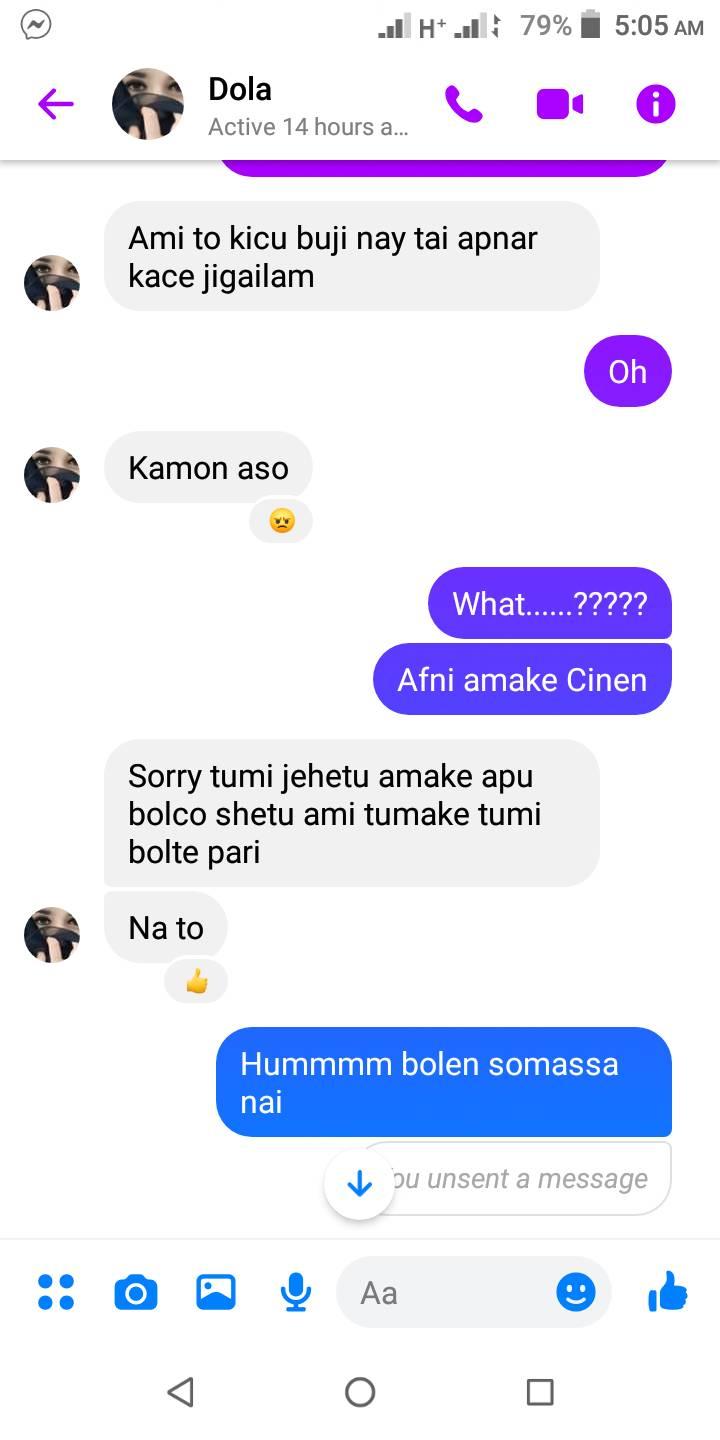 H+
79%
5:05 AM
Dola
Active 14 hours a...
Ami to kicu buji nay tai apnar
kace jigailam
Oh
Kamon aso
What......?????
Afni amake Cinen
Sorry tumi jehetu amake apu
bolco shetu ami tumake tumi
bolte pari
Na to
Hummmm bolen somassa
nai
ou unsent a message
Aa